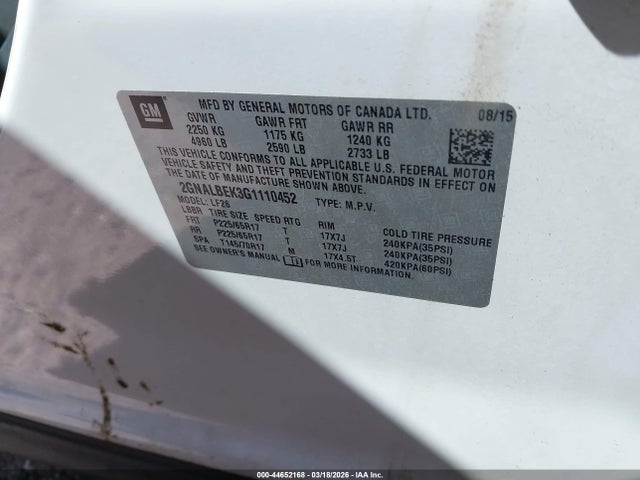 GM
MFD BY GENERAL MOTORS OF CANADA LTD. 08/15
GVWR GAWR FRT GAWR RR
2250 KG 1175 KG 1240 KG
4960 LB 2590 LB 2733 LB
THIS VEHICLE CONFORMS TO ALL APPLICABLE U.S. FEDERAL MOTOR
VEHICLE SAFETY AND THEFT PREVENTION STANDARDS IN EFFECT ON
THE DATE OF MANUFACTURE SHOWN ABOVE.
2GNALBEK3G1110452 TYPE: M.P.V.
MODEL: LF26
LBBR TIRE SIZE SPEED RTG RIM COLD TIRE PRESSURE
FRT P225/65R17 T 17X7J 240KPA(35PSI)
RR P225/65R17 T 17X7J 240KPA(35PSI)
SPA T145/70R17 M 17X4.5T 420KPA(60PSI)
SEE OWNER'S MANUAL FOR MORE INFORMATION.
000-44652168 - 03/18/2026 - IAA Inc.